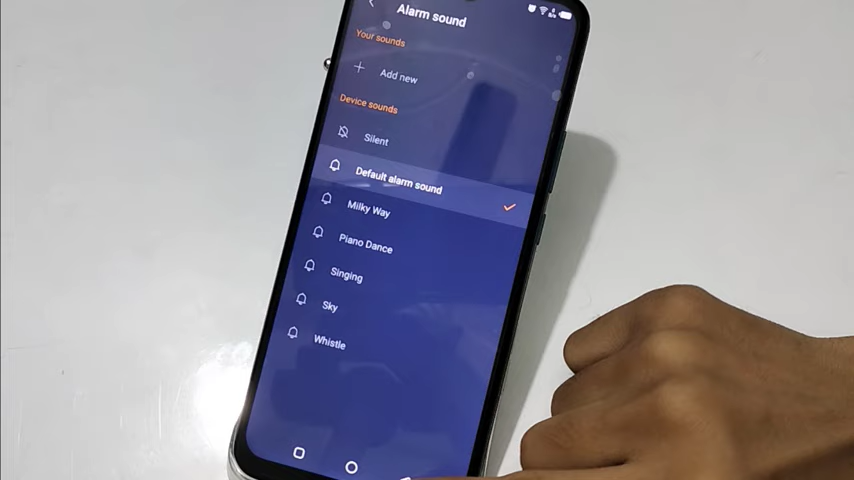 Alarm sound
Your sounds
Add new
Device sounds
Silent
Default alarm sound
Milky Way
Piano Dance
Singing
Sky
Whistle